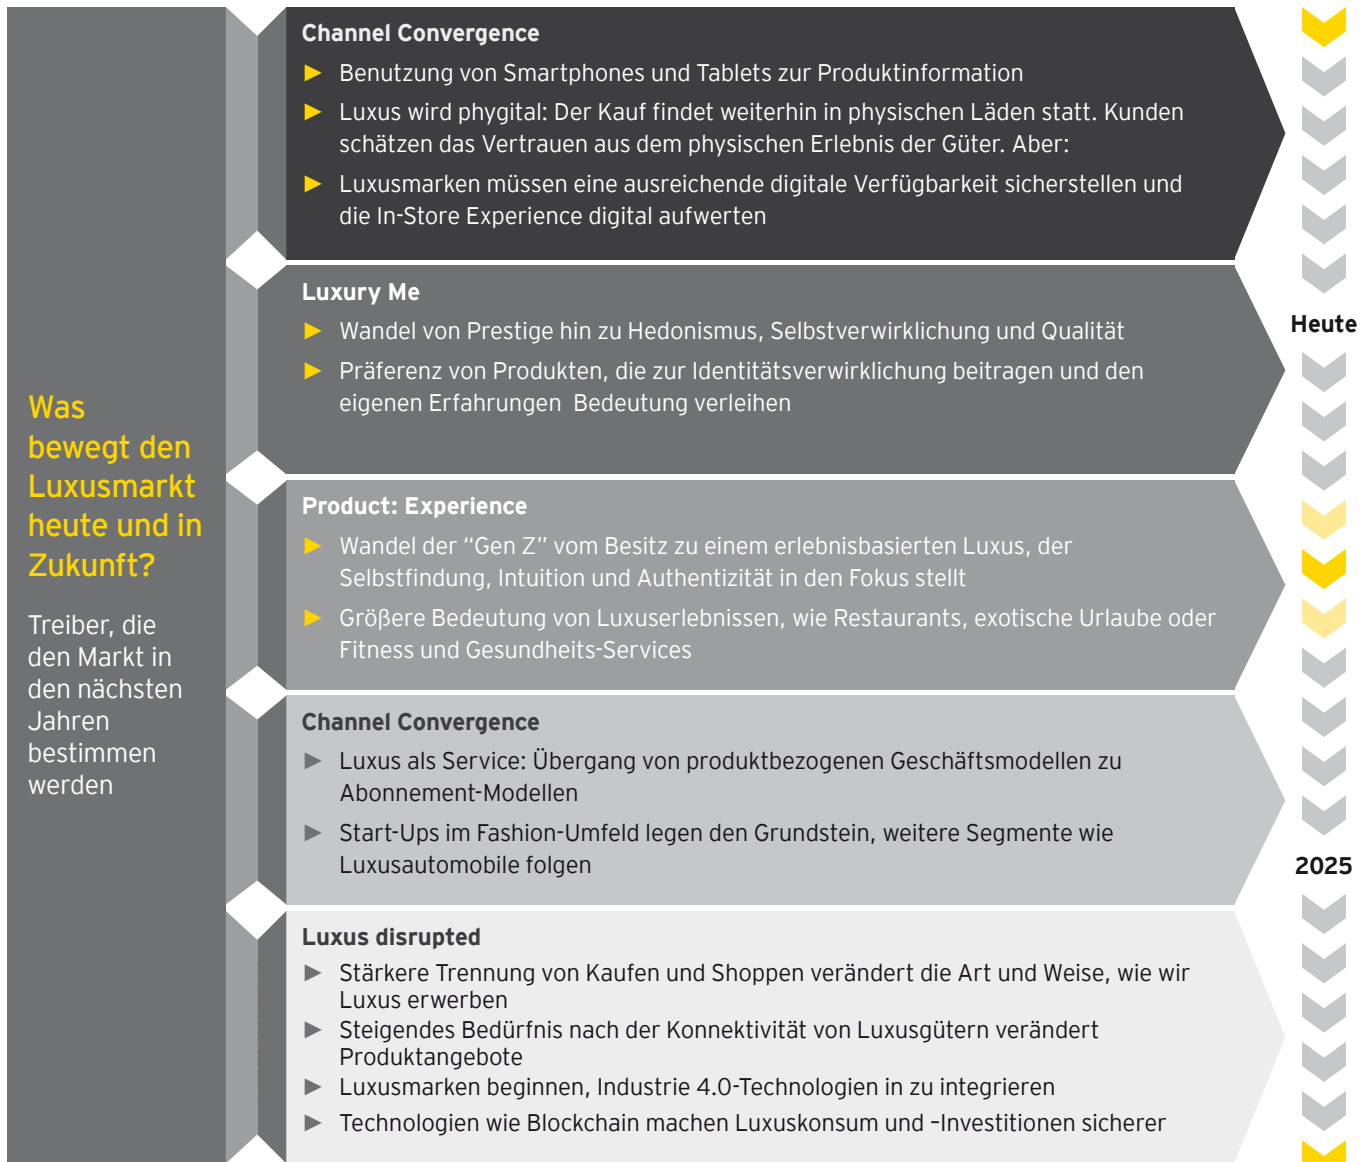 Was
bewegt den
Luxusmarkt
heute und in
Zukunft?
Treiber, die
den Markt in
den nächsten
Jahren
bestimmen
werden
Channel Convergence
► Benutzung von Smartphones und Tablets zur Produktinformation
► Luxus wird phygital: Der Kauf findet weiterhin in physischen Läden statt. Kunden
schätzen das Vertrauen aus dem physischen Erlebnis der Güter. Aber:
► Luxusmarken müssen eine ausreichende digitale Verfügbarkeit sicherstellen und
die In-Store Experience digital aufwerten
Luxury Me
► Wandel von Prestige hin zu Hedonismus, Selbstverwirklichung und Qualität
► Präferenz von Produkten, die zur Identitätsverwirklichung beitragen und den
eigenen Erfahrungen Bedeutung verleihen
Product: Experience
► Wandel der “Gen Z” vom Besitz zu einem erlebnisbasierten Luxus, der
Selbstfindung, Intuition und Authentizität in den Fokus stellt
► Größere Bedeutung von Luxuserlebnissen, wie Restaurants, exotische Urlaube oder
Fitness und Gesundheits-Services
Channel Convergence
► Luxus als Service: Übergang von produktbezogenen Geschäftsmodellen zu
Abonnement-Modellen
► Start-Ups im Fashion-Umfeld legen den Grundstein, weitere Segmente wie
Luxusautomobile folgen
Luxus disrupted
► Stärkere Trennung von Kaufen und Shoppen verändert die Art und Weise, wie wir
Luxus erwerben
► Steigendes Bedürfnis nach der Konnektivität von Luxusgütern verändert
Produktangebote
► Luxusmarken beginnen, Industrie 4.0-Technologien in zu integrieren
► Technologien wie Blockchain machen Luxuskonsum und –Investitionen sicherer
Heute
2025